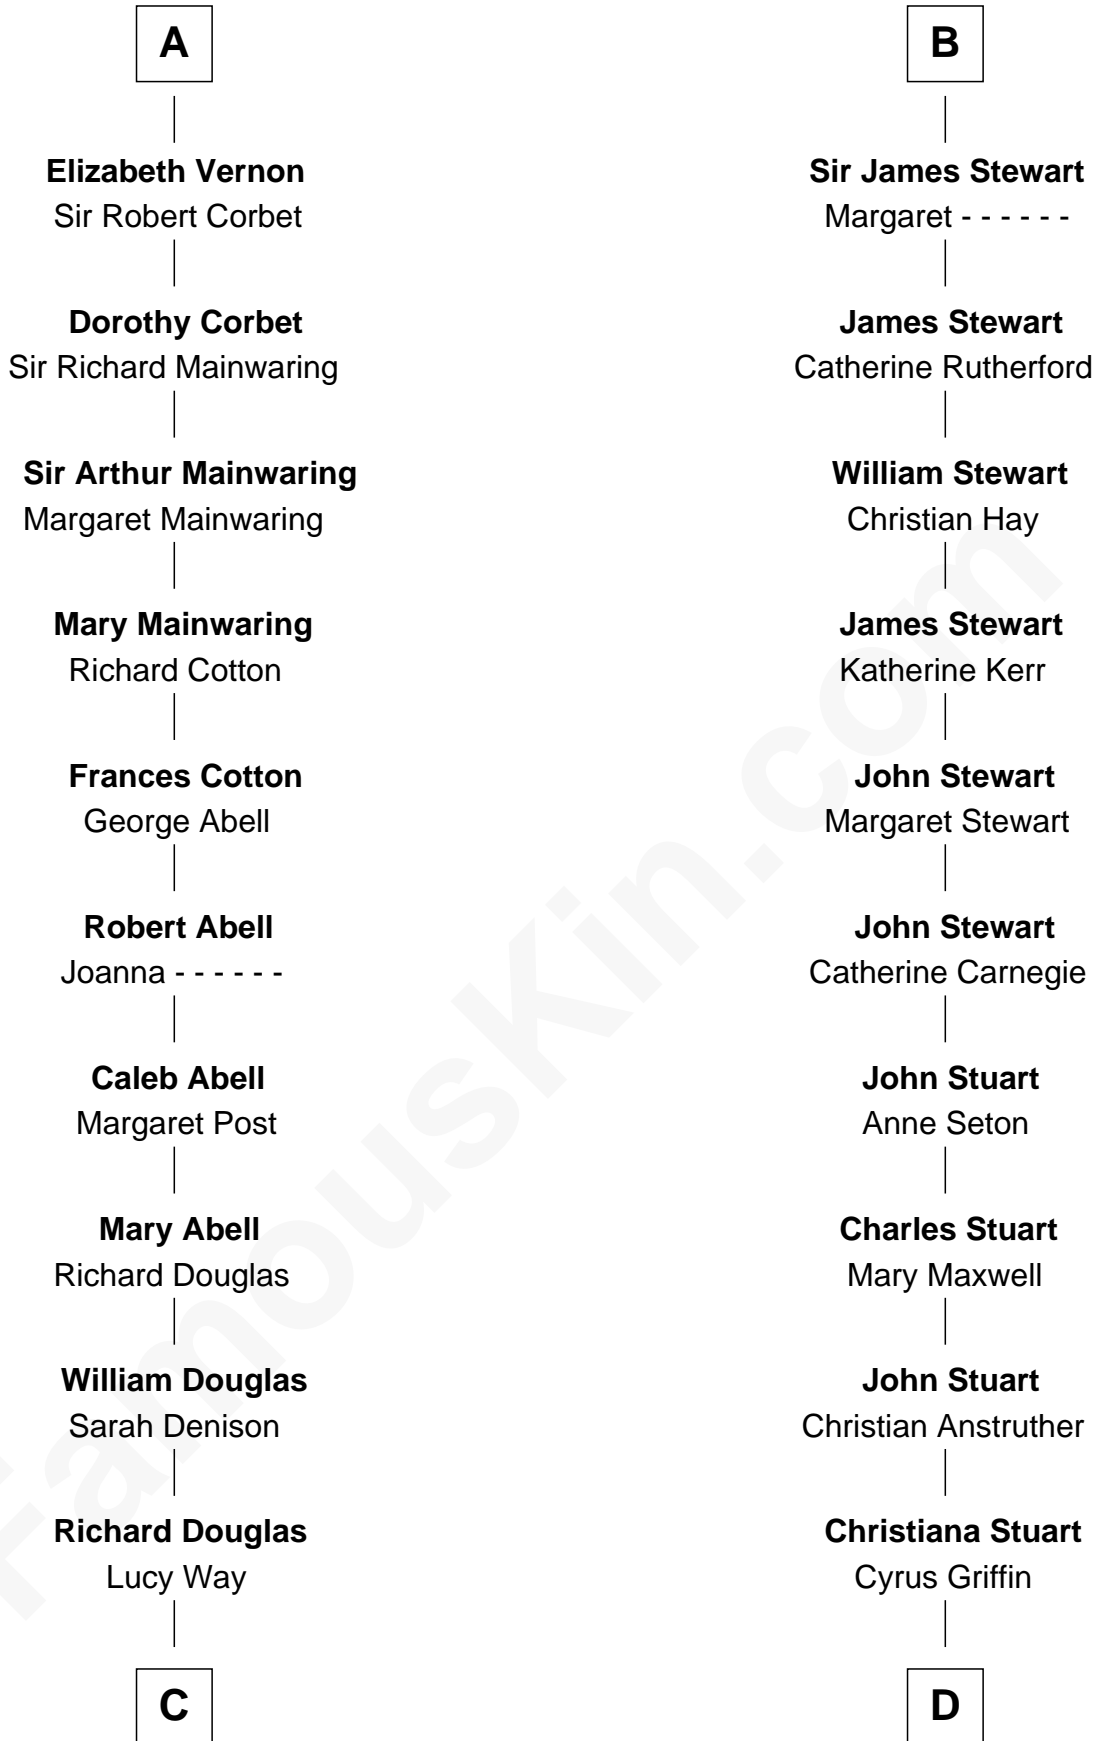 A
Elizabeth Vernon
Sir Robert Corbet
Dorothy Corbet
Sir Richard Mainwaring
Sir Arthur Mainwaring
Margaret Mainwaring
Mary Mainwaring
Richard Cotton
Frances Cotton
George Abell
Robert Abell
Joanna - - - - - -
Caleb Abell
Margaret Post
Mary Abell
Richard Douglas
William Douglas
Sarah Denison
Richard Douglas
Lucy Way
C
B
Sir James Stewart
Margaret - - - - - -
James Stewart
Catherine Rutherford
William Stewart
Christian Hay
James Stewart
Katherine Kerr
John Stewart
Margaret Stewart
John Stewart
Catherine Carnegie
John Stuart
Anne Seton
Charles Stuart
Mary Maxwell
John Stuart
Christian Anstruther
Christiana Stuart
Cyrus Griffin
D
FamousKin.com